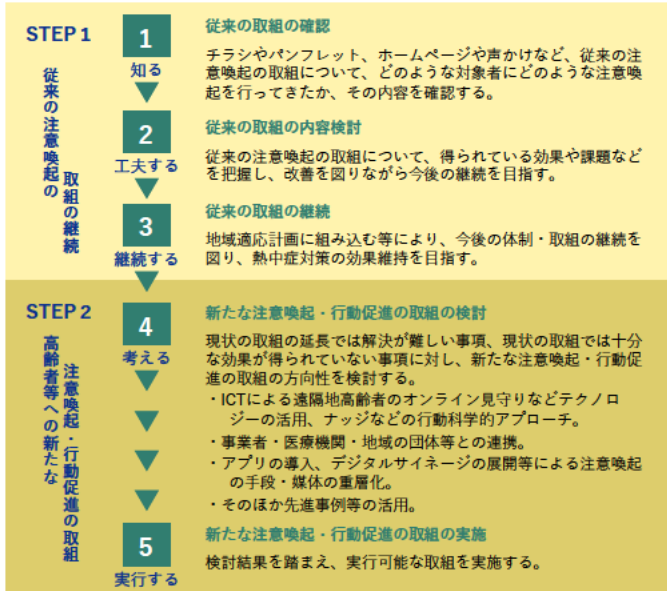 STEP 1
従来の注意喚起の
取組の継続
1
知る
従来の取組の確認
チラシやパンフレット、ホームページや声かけなど、従来の注
意喚起の取組について、どのような対象者にどのような注意喚
起を行ってきたか、その内容を確認する。
2
工夫する
従来の取組の内容検討
従来の注意喚起の取組について、得られている効果や課題など
を把握し、改善を図りながら今後の継続を目指す。
3
継続する
従来の取組の継続
地域適応計画に組み込む等により、今後の体制・取組の継続を
図り、熱中症対策の効果維持を目指す。
STEP 2
高齢者等への新たな
注意喚起・行動促進の取組
4
考える
新たな注意喚起・行動促進の取組の検討
現状の取組の延長では解決が難しい事項、現状の取組では十分
な効果が得られていない事項に対し、新たな注意喚起・行動促
進の取組の方向性を検討する。
・ICTによる遠隔地高齢者のオンライン見守りなどテクノロ
ジーの活用、ナッジなどの行動科学的アプローチ。
・事業者・医療機関・地域の団体等との連携。
・アプリの導入、デジタルサイネージの展開等による注意喚起
の手段・媒体の重層化。
・そのほか先進事例等の活用。
5
実行する
新たな注意喚起・行動促進の取組の実施
検討結果を踏まえ、実行可能な取組を実施する。